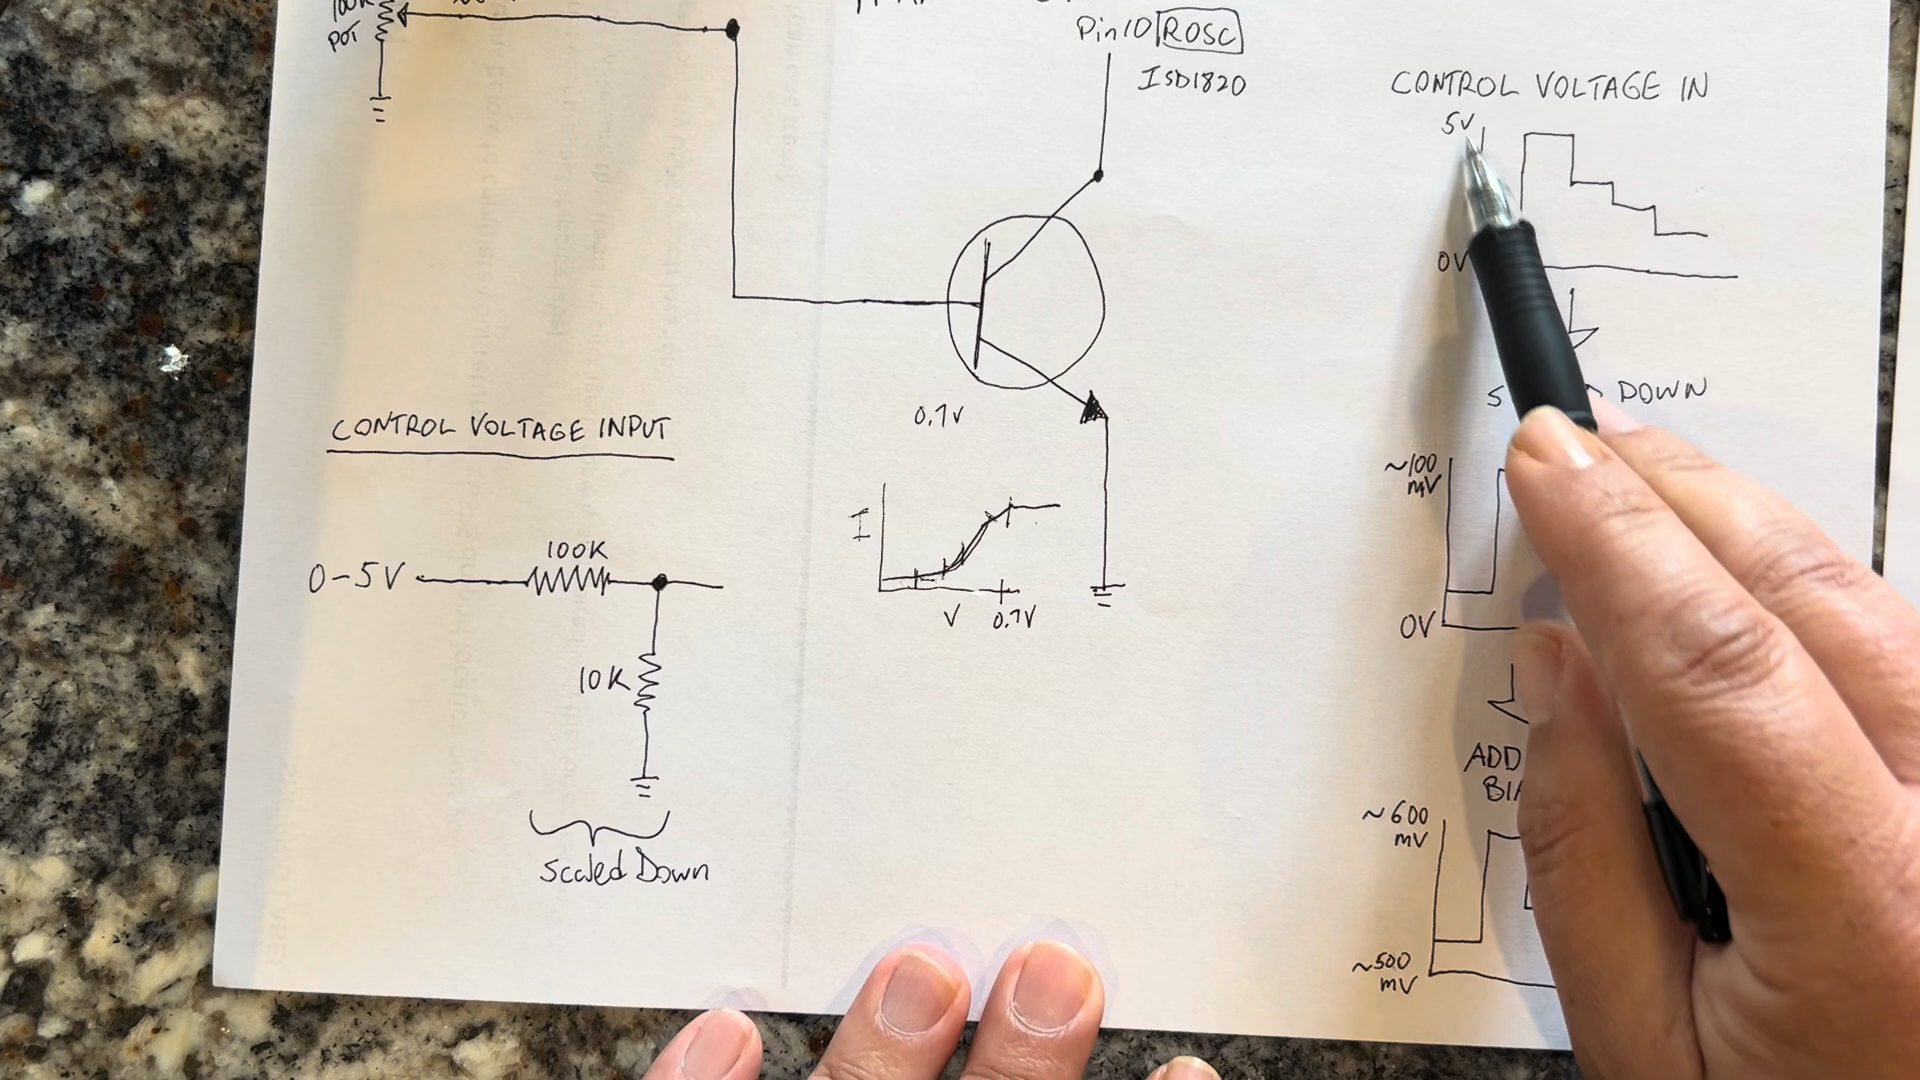 100K
POT
Pin10 ROSC
ISD1820
CONTROL VOLTAGE IN
5V
0V
DOWN
0.7V
CONTROL VOLTAGE INPUT
~100
mV
I
0-5V
100K
V
0.7V
0V
10K
ADD
~600
mV
Scaled Down
~500
mV